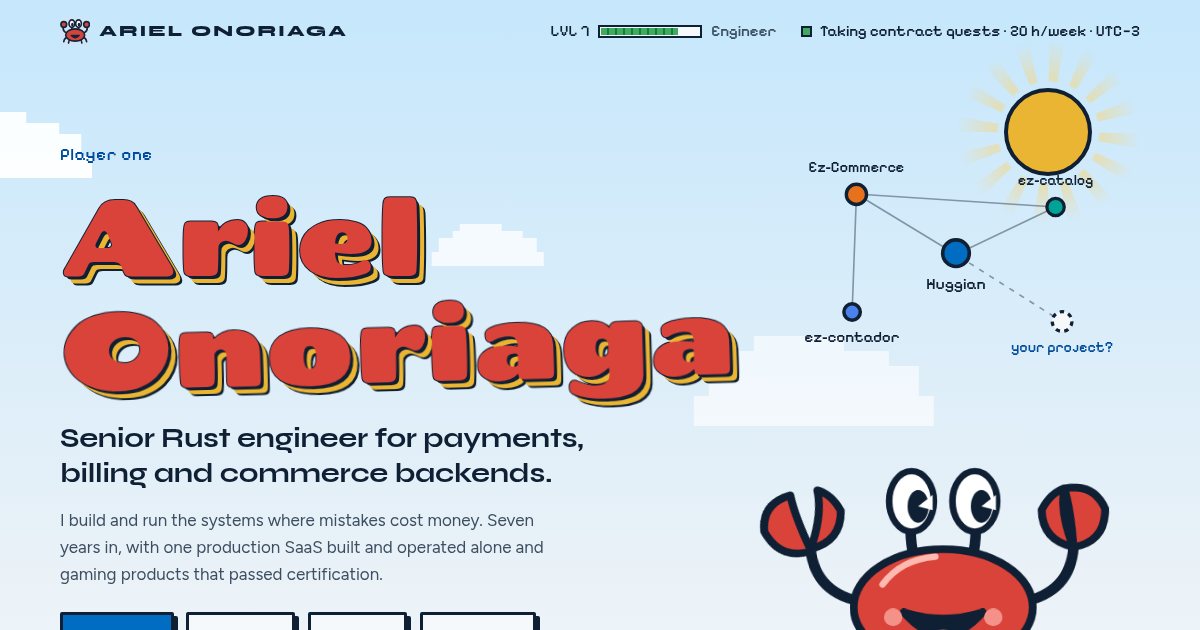 ARIEL ONORIAGA
LVL 7 Engineer
Taking contract quests · 20 h/week · UTC-3
Player one
Ariel
Onoriaga
Ez-Commerce
ez-catalog
Huggian
ez-contador
your project?
Senior Rust engineer for payments,
billing and commerce backends.
I build and run the systems where mistakes cost money. Seven
years in, with one production SaaS built and operated alone and
gaming products that passed certification.